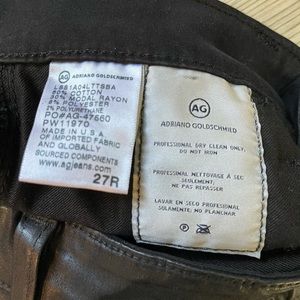 AG
ADRIANO GOLDSCHMIED
LSS1A04LTTSBA
60% COTTON
30% MODAL RAYON
8% POLYESTER
2% POLYURETHANE
PO#AG-47660
PW11970
MADE IN U.S.A
OF IMPORTED FABRIC
AND GLOBALLY
SOURCED COMPONENTS
www.agjeans.com
27R
AG
ADRIANO GOLDSCHMIED
PROFESSIONAL DRY CLEAN ONLY,
DO NOT IRON
PROFESSIONAL NETTOYAGE À SEC
SEULEMENT,
NE PAS REPASSER
LAVAR EN SECO PROFESIONAL
SOLAMENTE; NO PLANCHAR
P